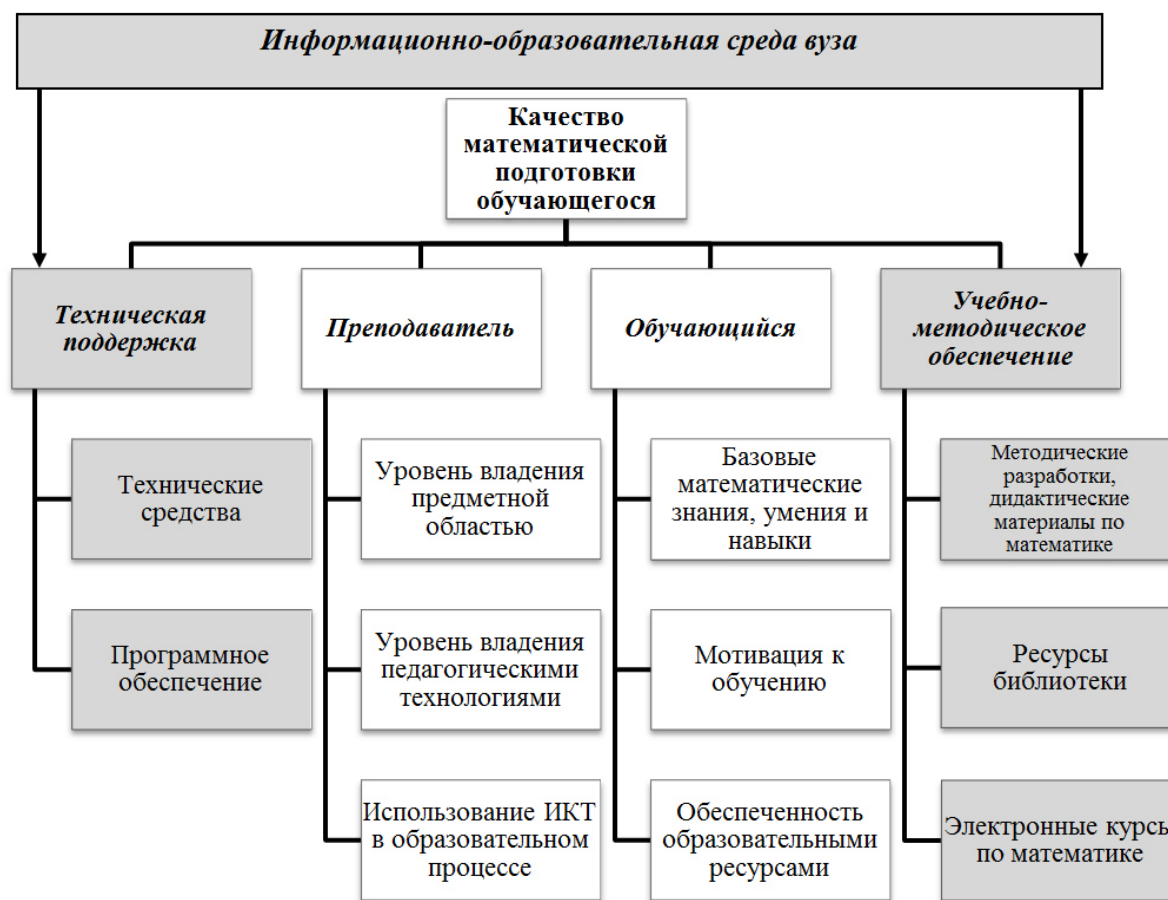 Информационно-образовательная среда вуза
Качество
математической
подготовки
обучающегося
Техническая
поддержка
Преподаватель
Обучающийся
Учебно-
методическое
обеспечение
Технические
средства
Уровень владения
предметной
областью
Базовые
математические
знания, умения и
навыки
Методические
разработки,
дидактические
материалы по
математике
Программное
обеспечение
Уровень владения
педагогическими
технологиями
Мотивация к
обучению
Ресурсы
библиотеки
Использование ИКТ
в образовательном
процессе
Обеспеченность
образовательными
ресурсами
Электронные курсы
по математике